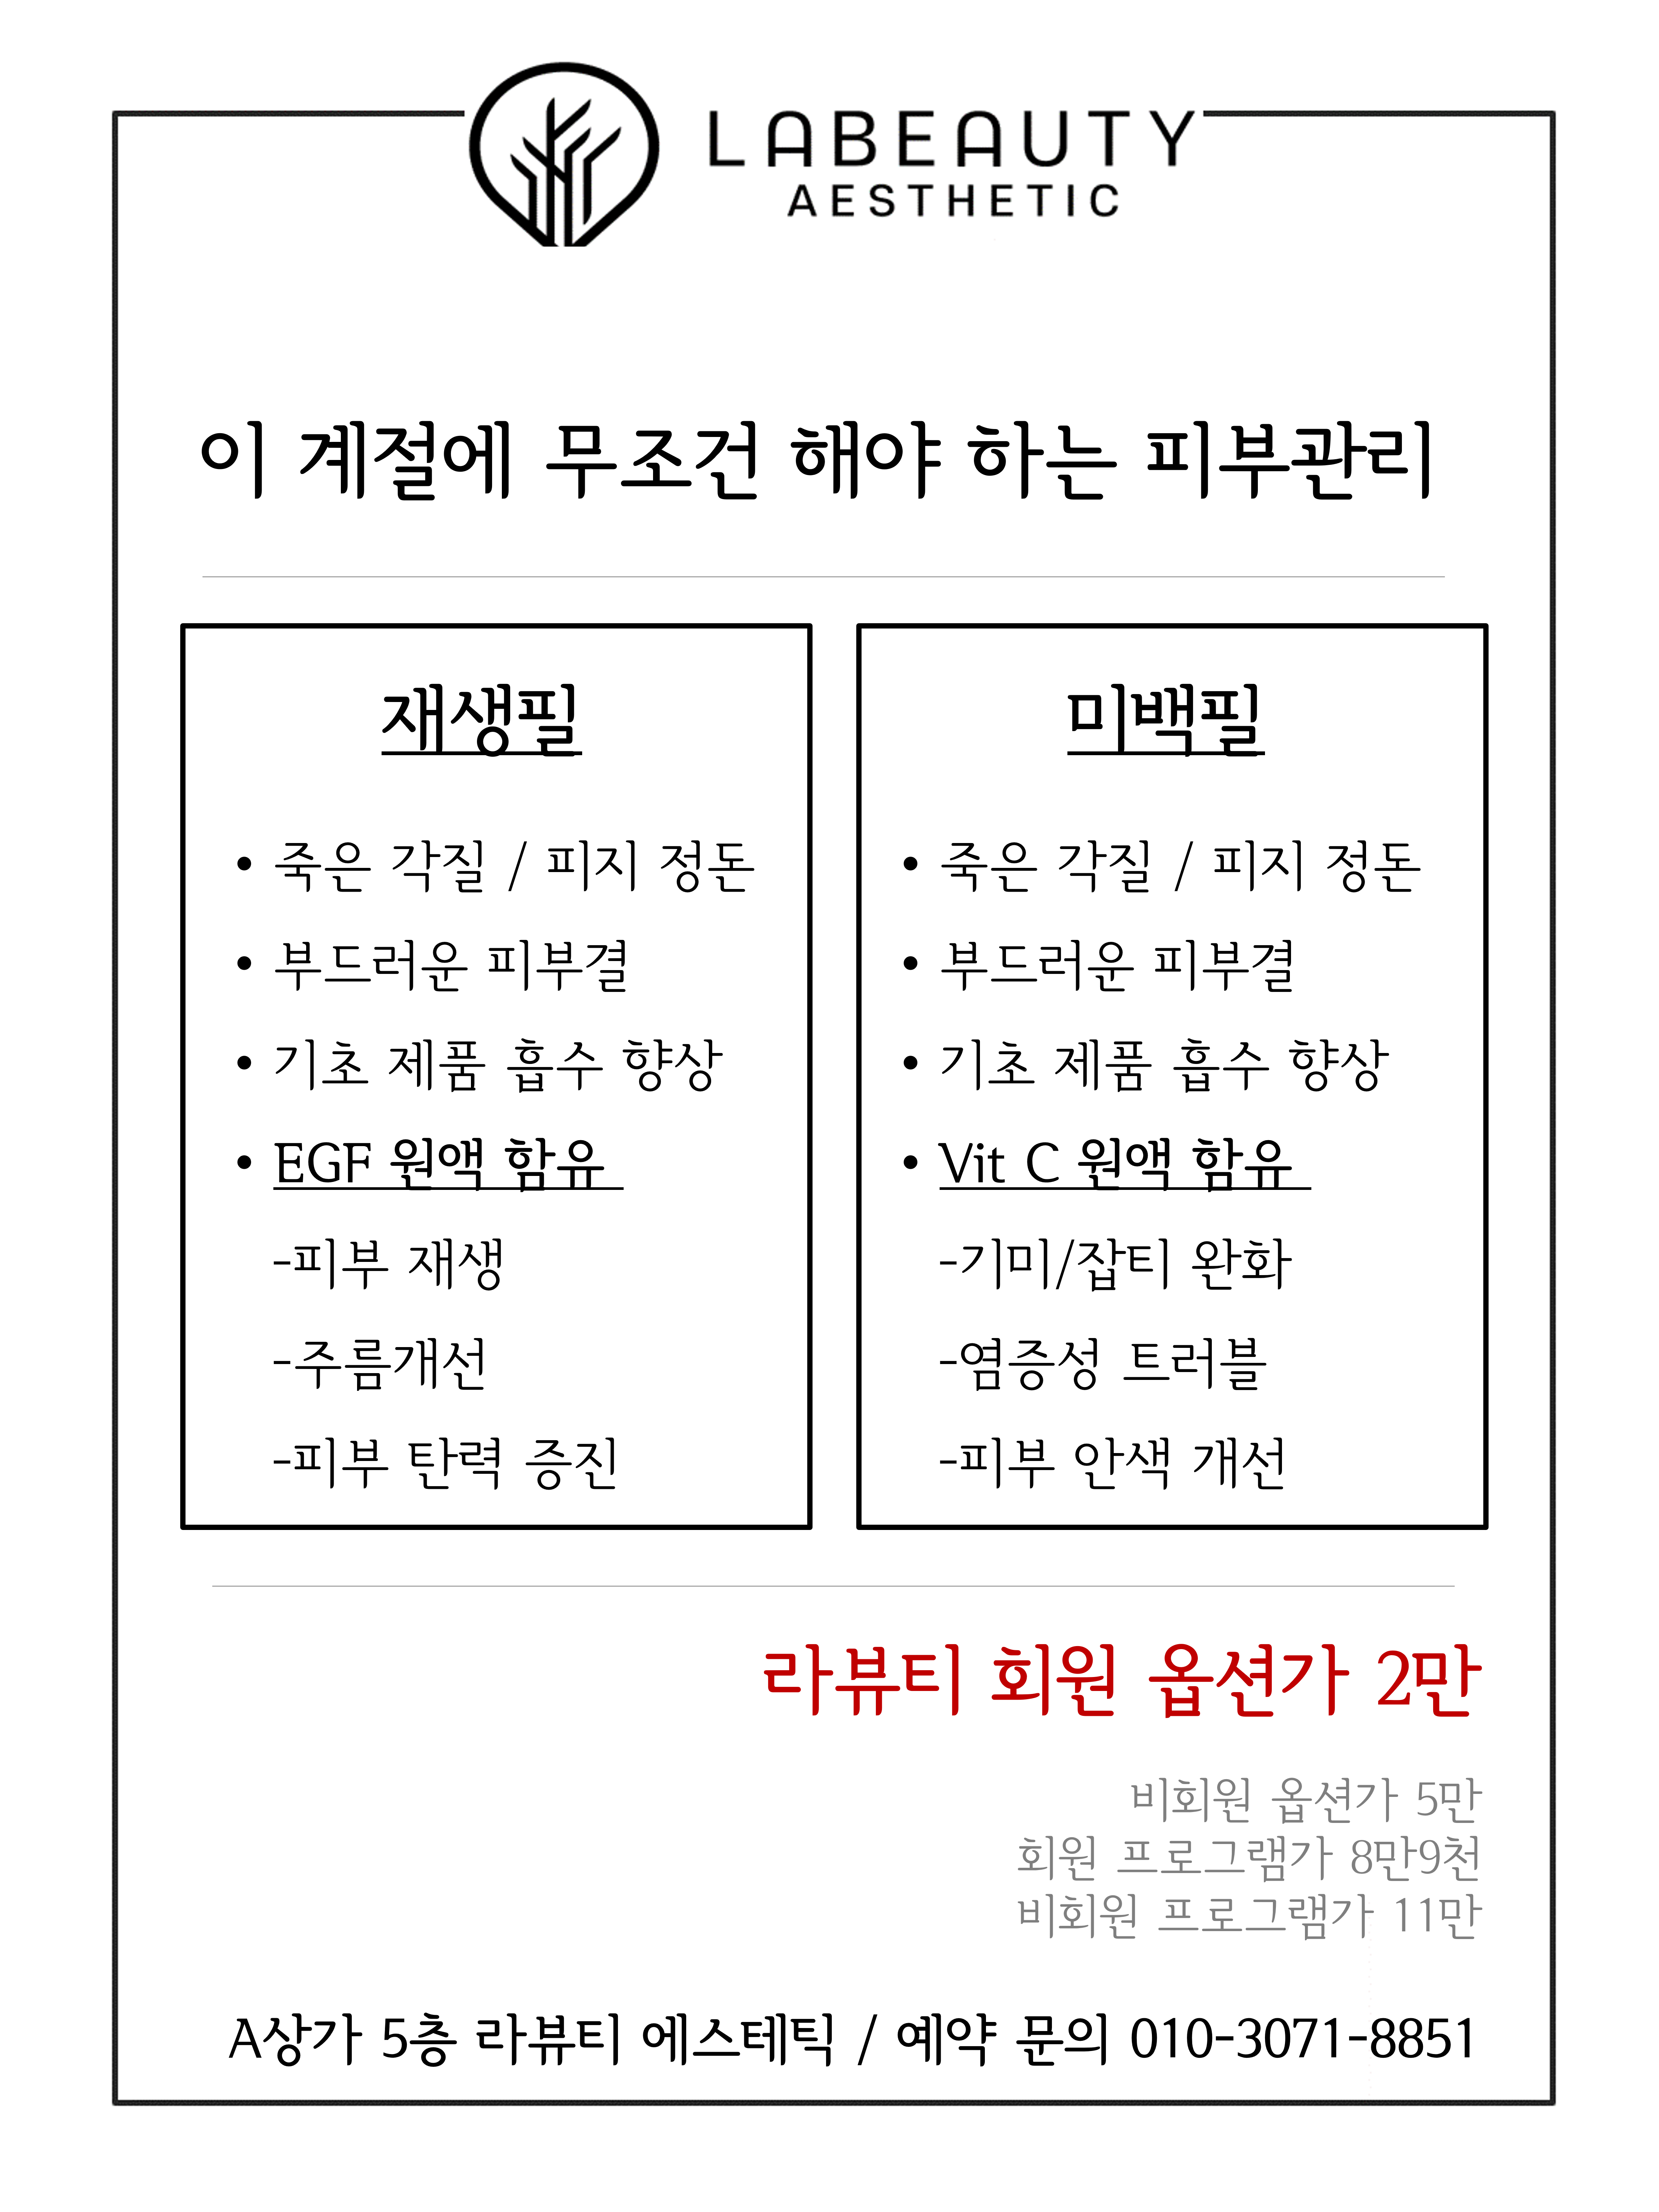 LABEAUTY
AESTHETIC
이 계절에 무조건 해야 하는 피부관리
재생필
• 죽은 각질 / 피지 정돈
• 부드러운 피부결
• 기초 제품 흡수 향상
• EGF 원액 함유
-피부 재생
-주름개선
-피부 탄력 증진
미백필
• 죽은 각질 / 피지 정돈
• 부드러운 피부결
• 기초 제품 흡수 향상
• Vit C 원액 함유
-기미/잡티 완화
-염증성 트러블
-피부 안색 개선
라뷰티 회원 옵션가 2만
비회원 옵션가 5만
회원 프로그램가 8만9천
비회원 프로그램가 11만
A상가 5층 라뷰티 에스테틱 / 예약 문의 010-3071-8851